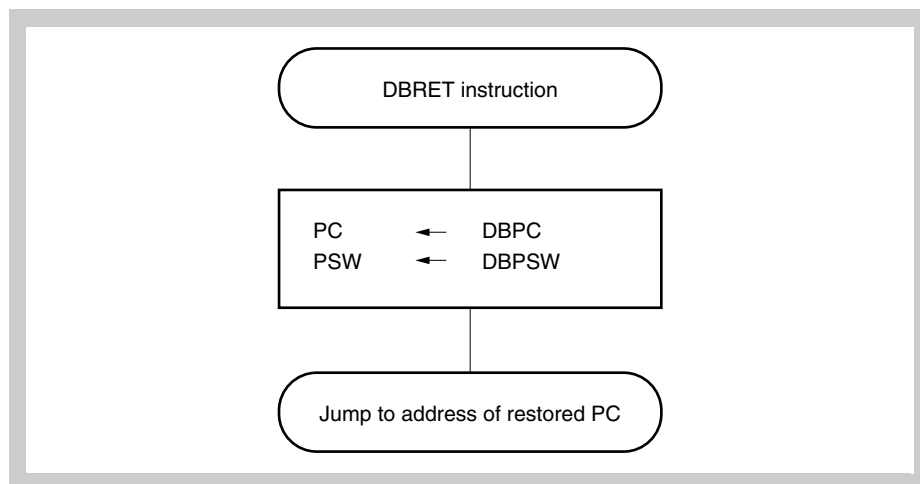 DBRET instruction
PC ← DBPC
PSW ← DBPSW
Jump to address of restored PC